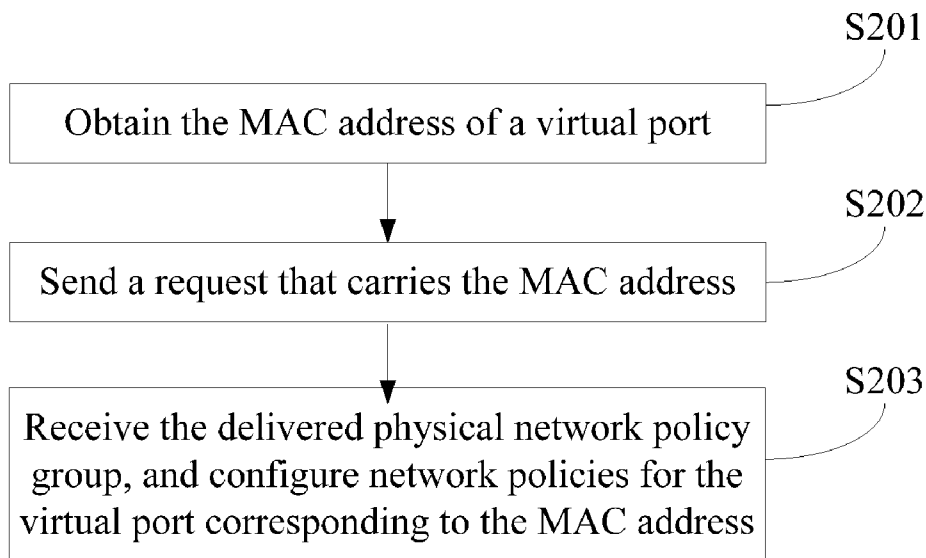 S201
Obtain the MAC address of a virtual port
S202
Send a request that carries the MAC address
S203
Receive the delivered physical network policy
group, and configure network policies for the
virtual port corresponding to the MAC address